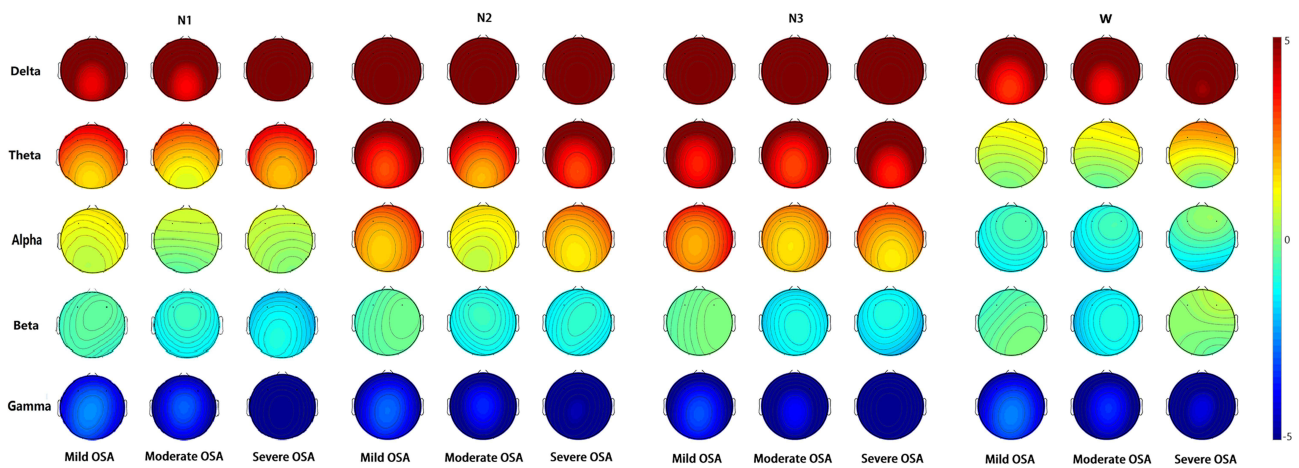 N1 N2 N3 W
5
Delta
Theta
Alpha
0
Beta
Gamma
-5
Mild OSA Moderate OSA Severe OSA Mild OSA Moderate OSA Severe OSA Mild OSA Moderate OSA Severe OSA Mild OSA Moderate OSA Severe OSA